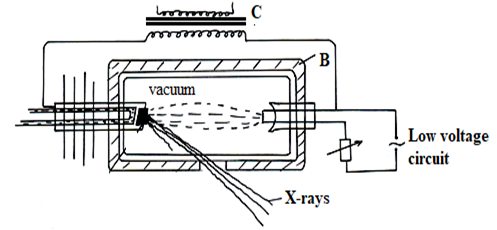 C
B
vacuum
Low voltage
circuit
X-rays